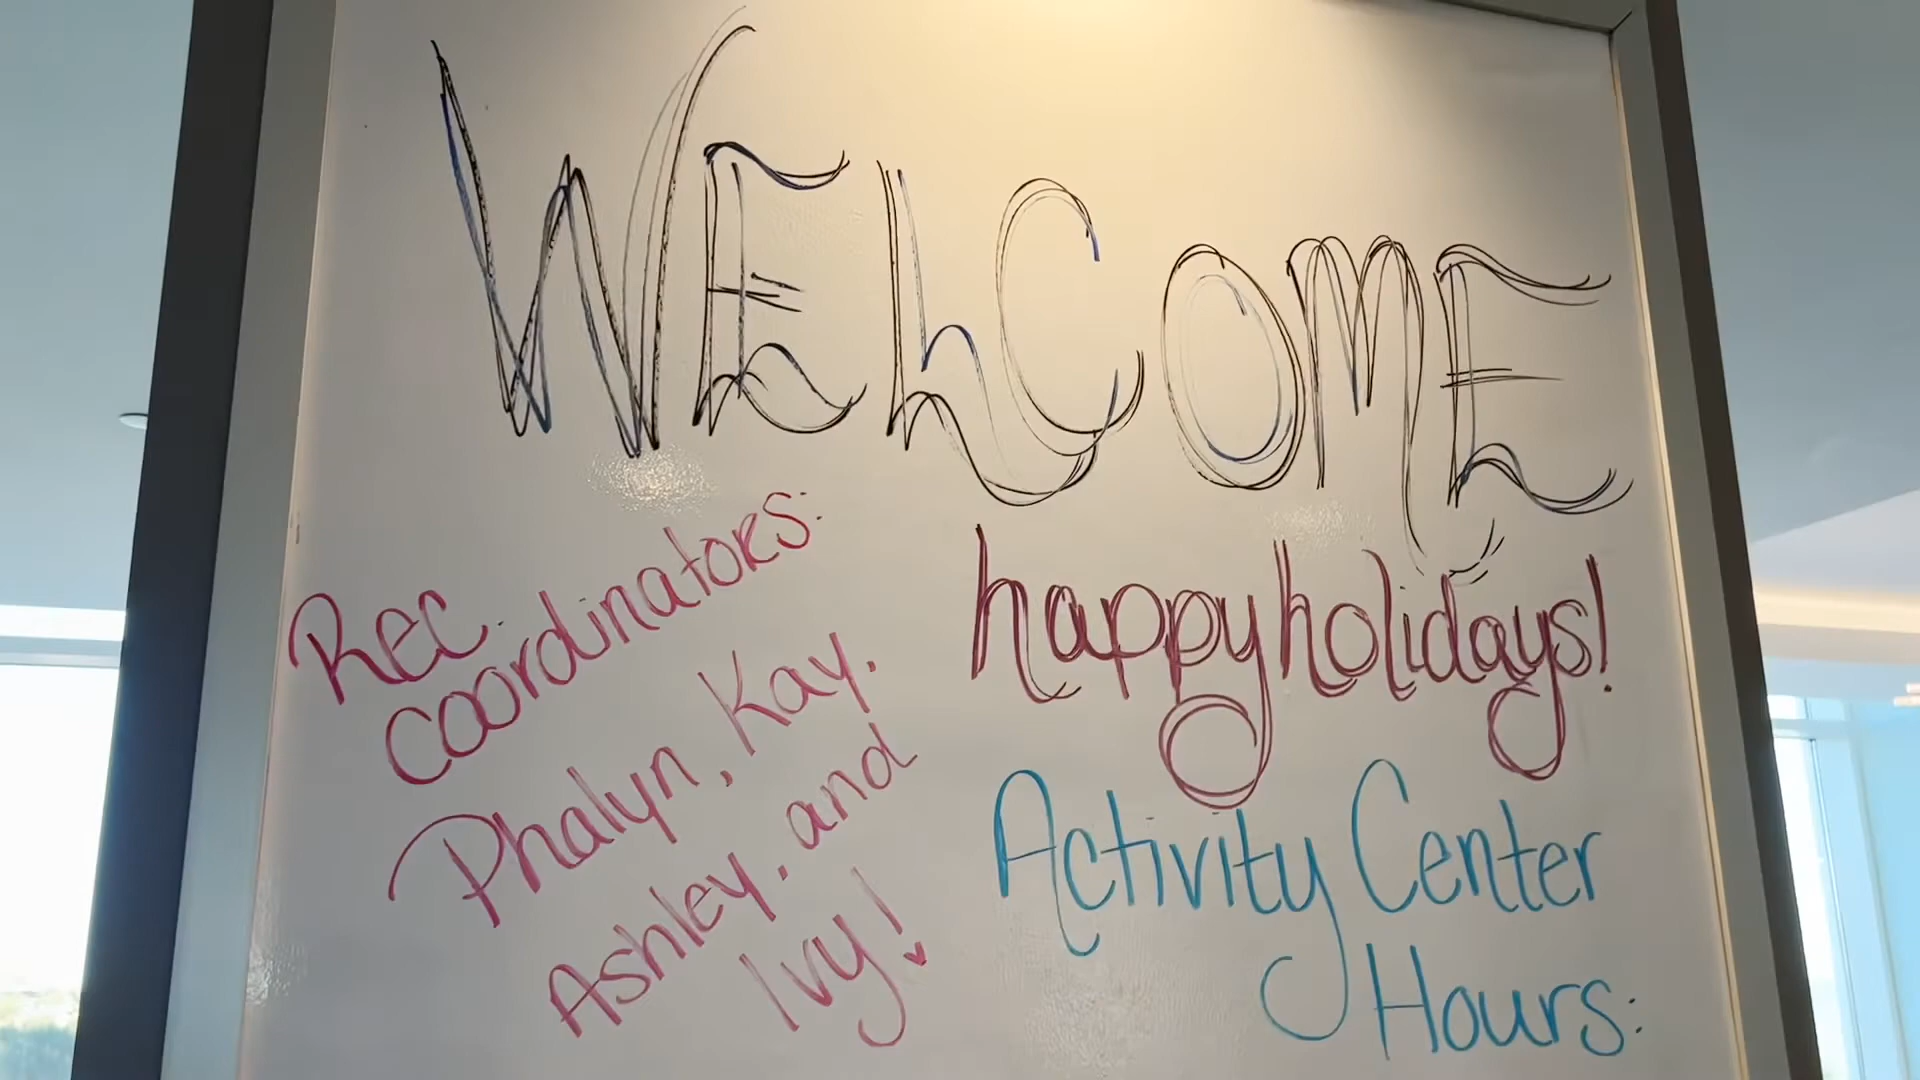 WELCOME
Rec
Coordinators:
Phalyn, Kay,
Ashley, and
Ivy!
happy holidays!
Activity Center
Hours: